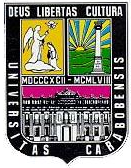 DEUS LIBERTAS CULTURA
MDCCCXCII - MCMLVIII
UNIVERSITAS CARABOBENSIS